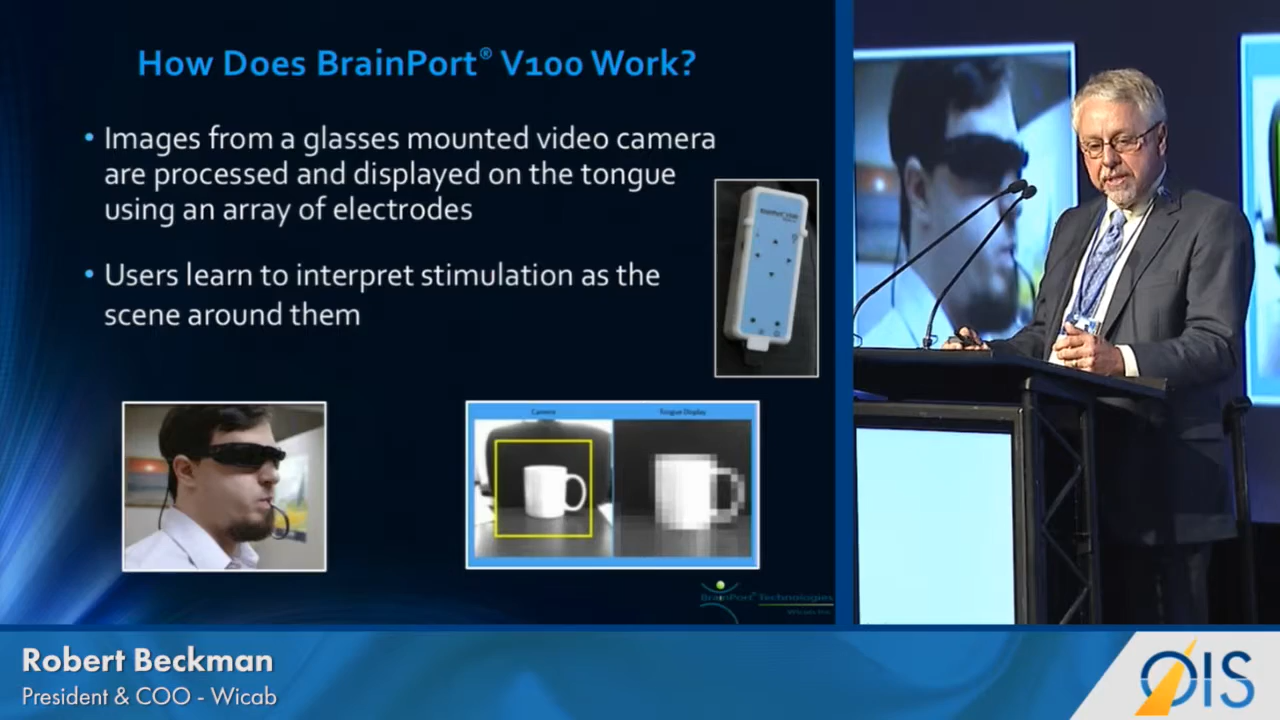 How Does BrainPort® V100 Work?
• Images from a glasses mounted video camera
are processed and displayed on the tongue
using an array of electrodes
• Users learn to interpret stimulation as the
scene around them
Camera
Tongue Display
BrainPort® Technologies
Wicab, Inc.
Robert Beckman
President & COO - Wicab
OIS